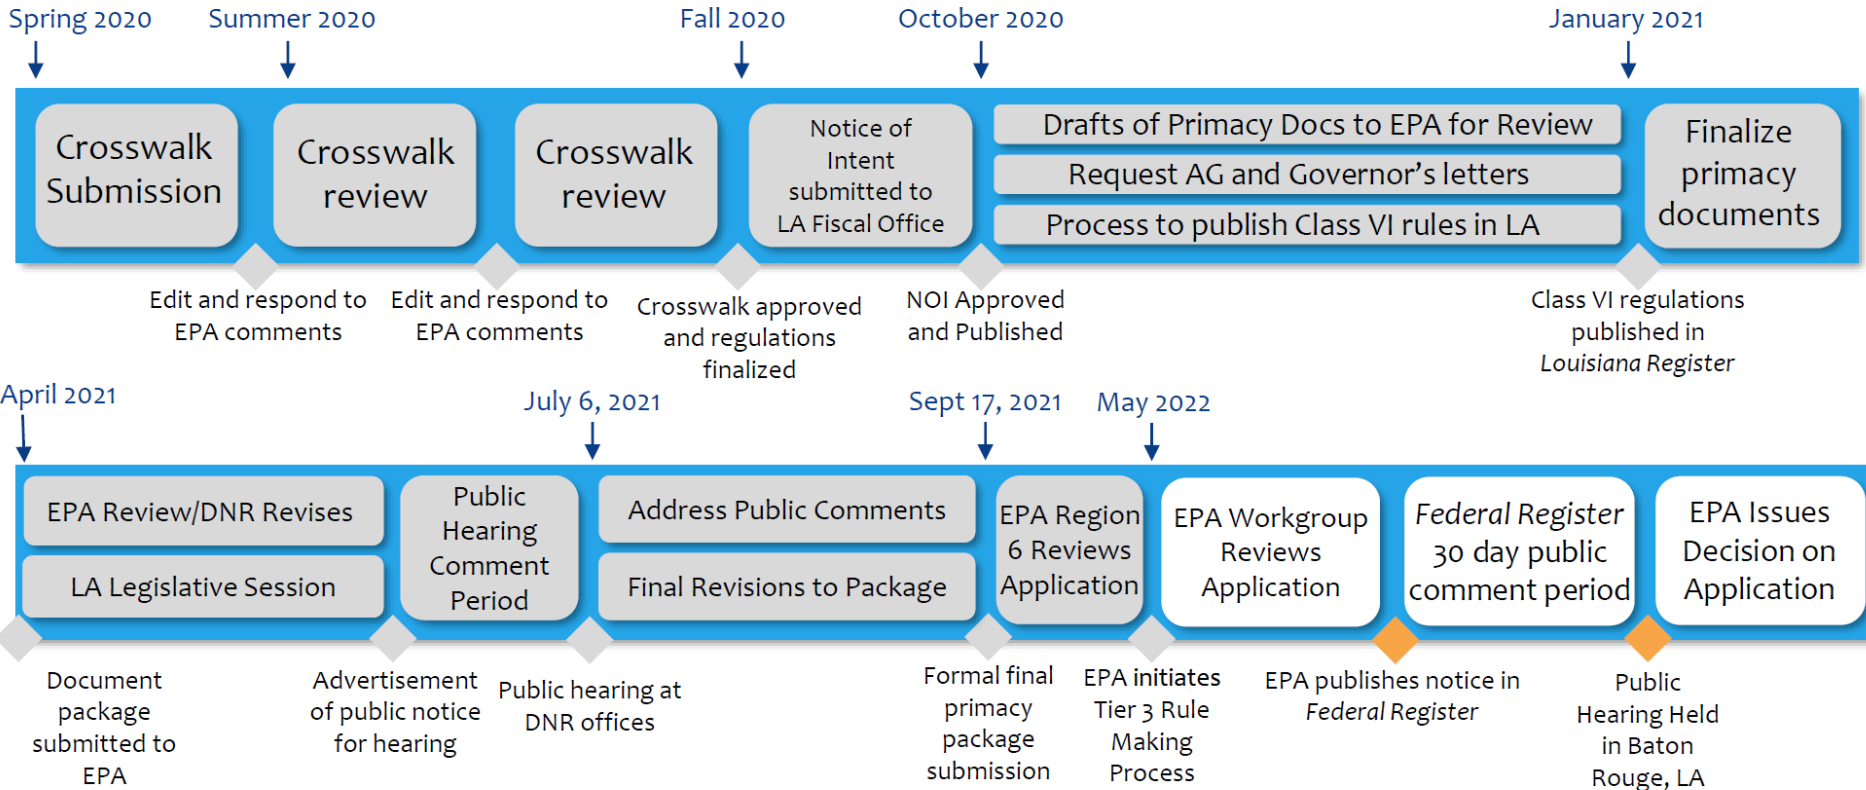 Spring 2020
Summer 2020
Fall 2020
October 2020
January 2021
Crosswalk
Submission
Crosswalk
review
Crosswalk
review
Notice of
Intent
submitted to
LA Fiscal Office
Drafts of Primacy Docs to EPA for Review
Request AG and Governor's letters
Process to publish Class VI rules in LA
Finalize
primacy
documents
Edit and respond to
EPA comments
Edit and respond to
EPA comments
Crosswalk approved
and regulations
finalized
NOI Approved
and Published
Class VI regulations
published in
Louisiana Register
April 2021
July 6, 2021
Sept 17, 2021
May 2022
EPA Review/DNR Revises
LA Legislative Session
Public
Hearing
Comment
Period
Address Public Comments
Final Revisions to Package
EPA Region
6 Reviews
Application
EPA Workgroup
Reviews
Application
Federal Register
30 day public
comment period
EPA Issues
Decision on
Application
Document
package
submitted to
EPA
Advertisement
of public notice
for hearing
Public hearing at
DNR offices
Formal final
primacy
package
submission
EPA initiates
Tier 3 Rule
Making
Process
EPA publishes notice in
Federal Register
Public
Hearing Held
in Baton
Rouge, LA